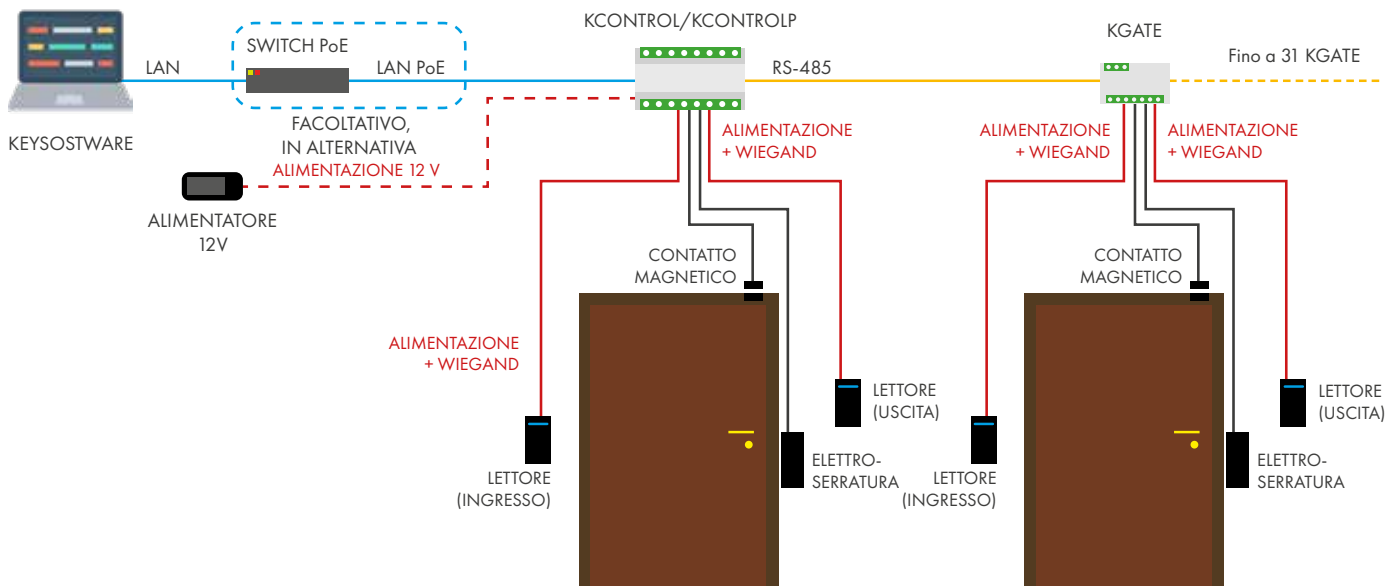 KCONTROL/KCONTROLP
KGATE
SWITCH PoE
LAN
LAN PoE
RS-485
Fino a 31 KGATE
KEYSOSTWARE
FACOLTATIVO,
IN ALTERNATIVA
ALIMENTAZIONE 12 V
ALIMENTATORE
12V
ALIMENTAZIONE
+ WIEGAND
ALIMENTAZIONE
+ WIEGAND
ALIMENTAZIONE
+ WIEGAND
CONTATTO
MAGNETICO
CONTATTO
MAGNETICO
ALIMENTAZIONE
+ WIEGAND
LETTORE
(USCITA)
LETTORE
(USCITA)
LETTORE
(INGRESSO)
ELETTRO-
SERRATURA
LETTORE
(INGRESSO)
ELETTRO-
SERRATURA